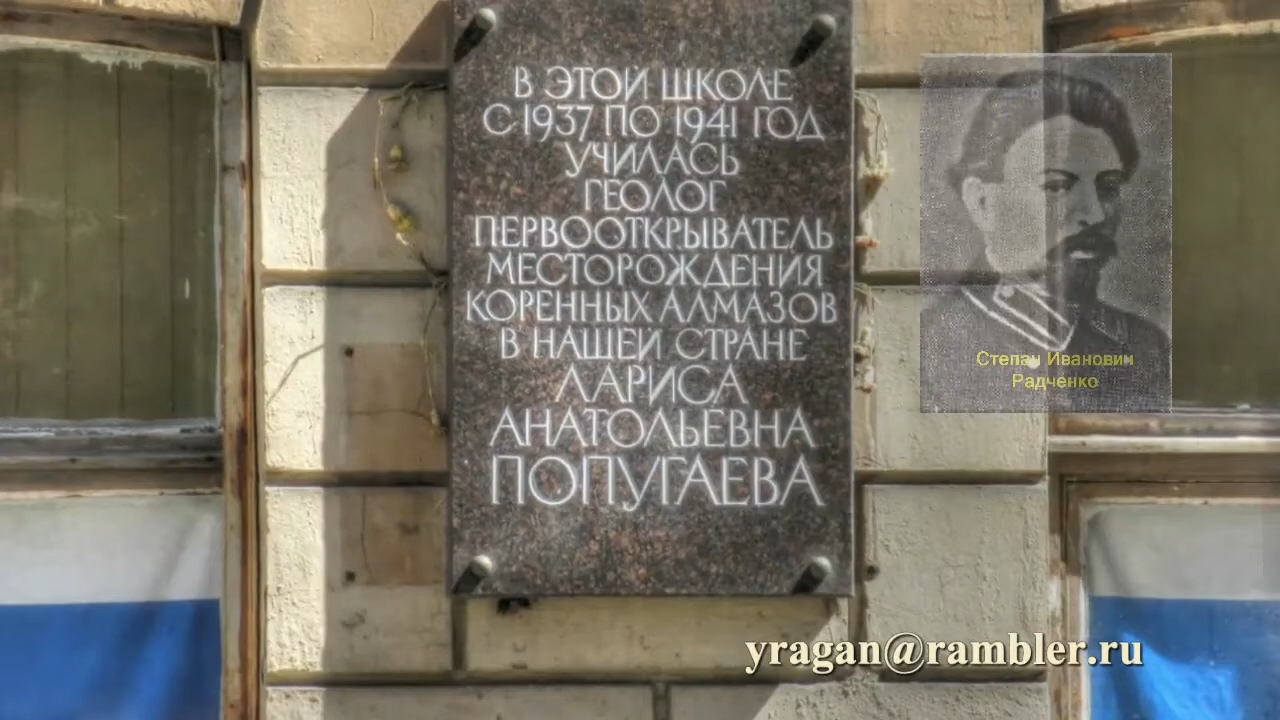 В ЭТОЙ ШКОЛЕ
С 1937 ПО 1941 ГОД
УЧИЛАСЬ
ГЕОЛОГ
ПЕРВООТКРЫВАТЕЛЬ
МЕСТОРОЖДЕНИЯ
КОРЕННЫХ АЛМАЗОВ
В НАШЕЙ СТРАНЕ
ЛАРИСА
АНАТОЛЬЕВНА
ПОПУГАЕВА
Степан Иванович
Радченко
yragan@rambler.ru